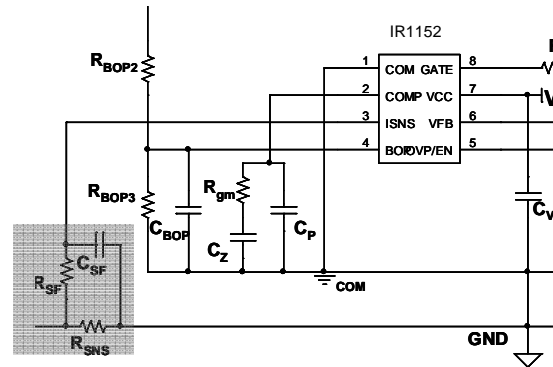 IR1152
RBOP2
1 COM GATE 8
2 COMP VCC 7
3 ISNS VFB 6
4 BOP OVP/EN 5
RBOP3
CBOP
Rgm
CZ
CP
CV
CSF
RSF
RSNS
COM
GND